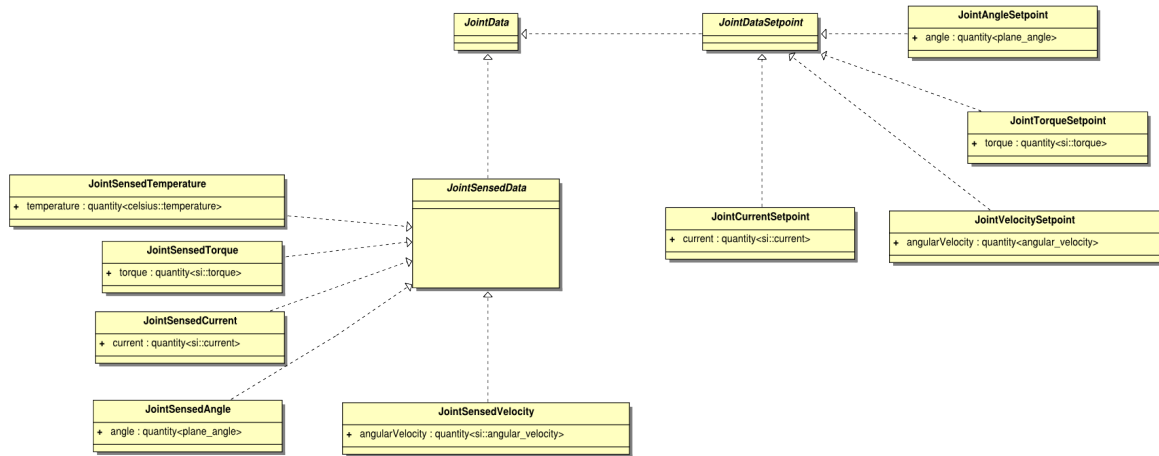 JointData
JointDataSetpoint
JointAngleSetpoint
+ angle : quantity<plane_angle>
JointTorqueSetpoint
+ torque : quantity<si::torque>
JointSensedTemperature
+ temperature : quantity<celsius::temperature>
JointSensedData
JointCurrentSetpoint
+ current : quantity<si::current>
JointVelocitySetpoint
+ angularVelocity : quantity<angular_velocity>
JointSensedTorque
+ torque : quantity<si::torque>
JointSensedCurrent
+ current : quantity<si::current>
JointSensedAngle
+ angle : quantity<plane_angle>
JointSensedVelocity
+ angularVelocity : quantity<si::angular_velocity>